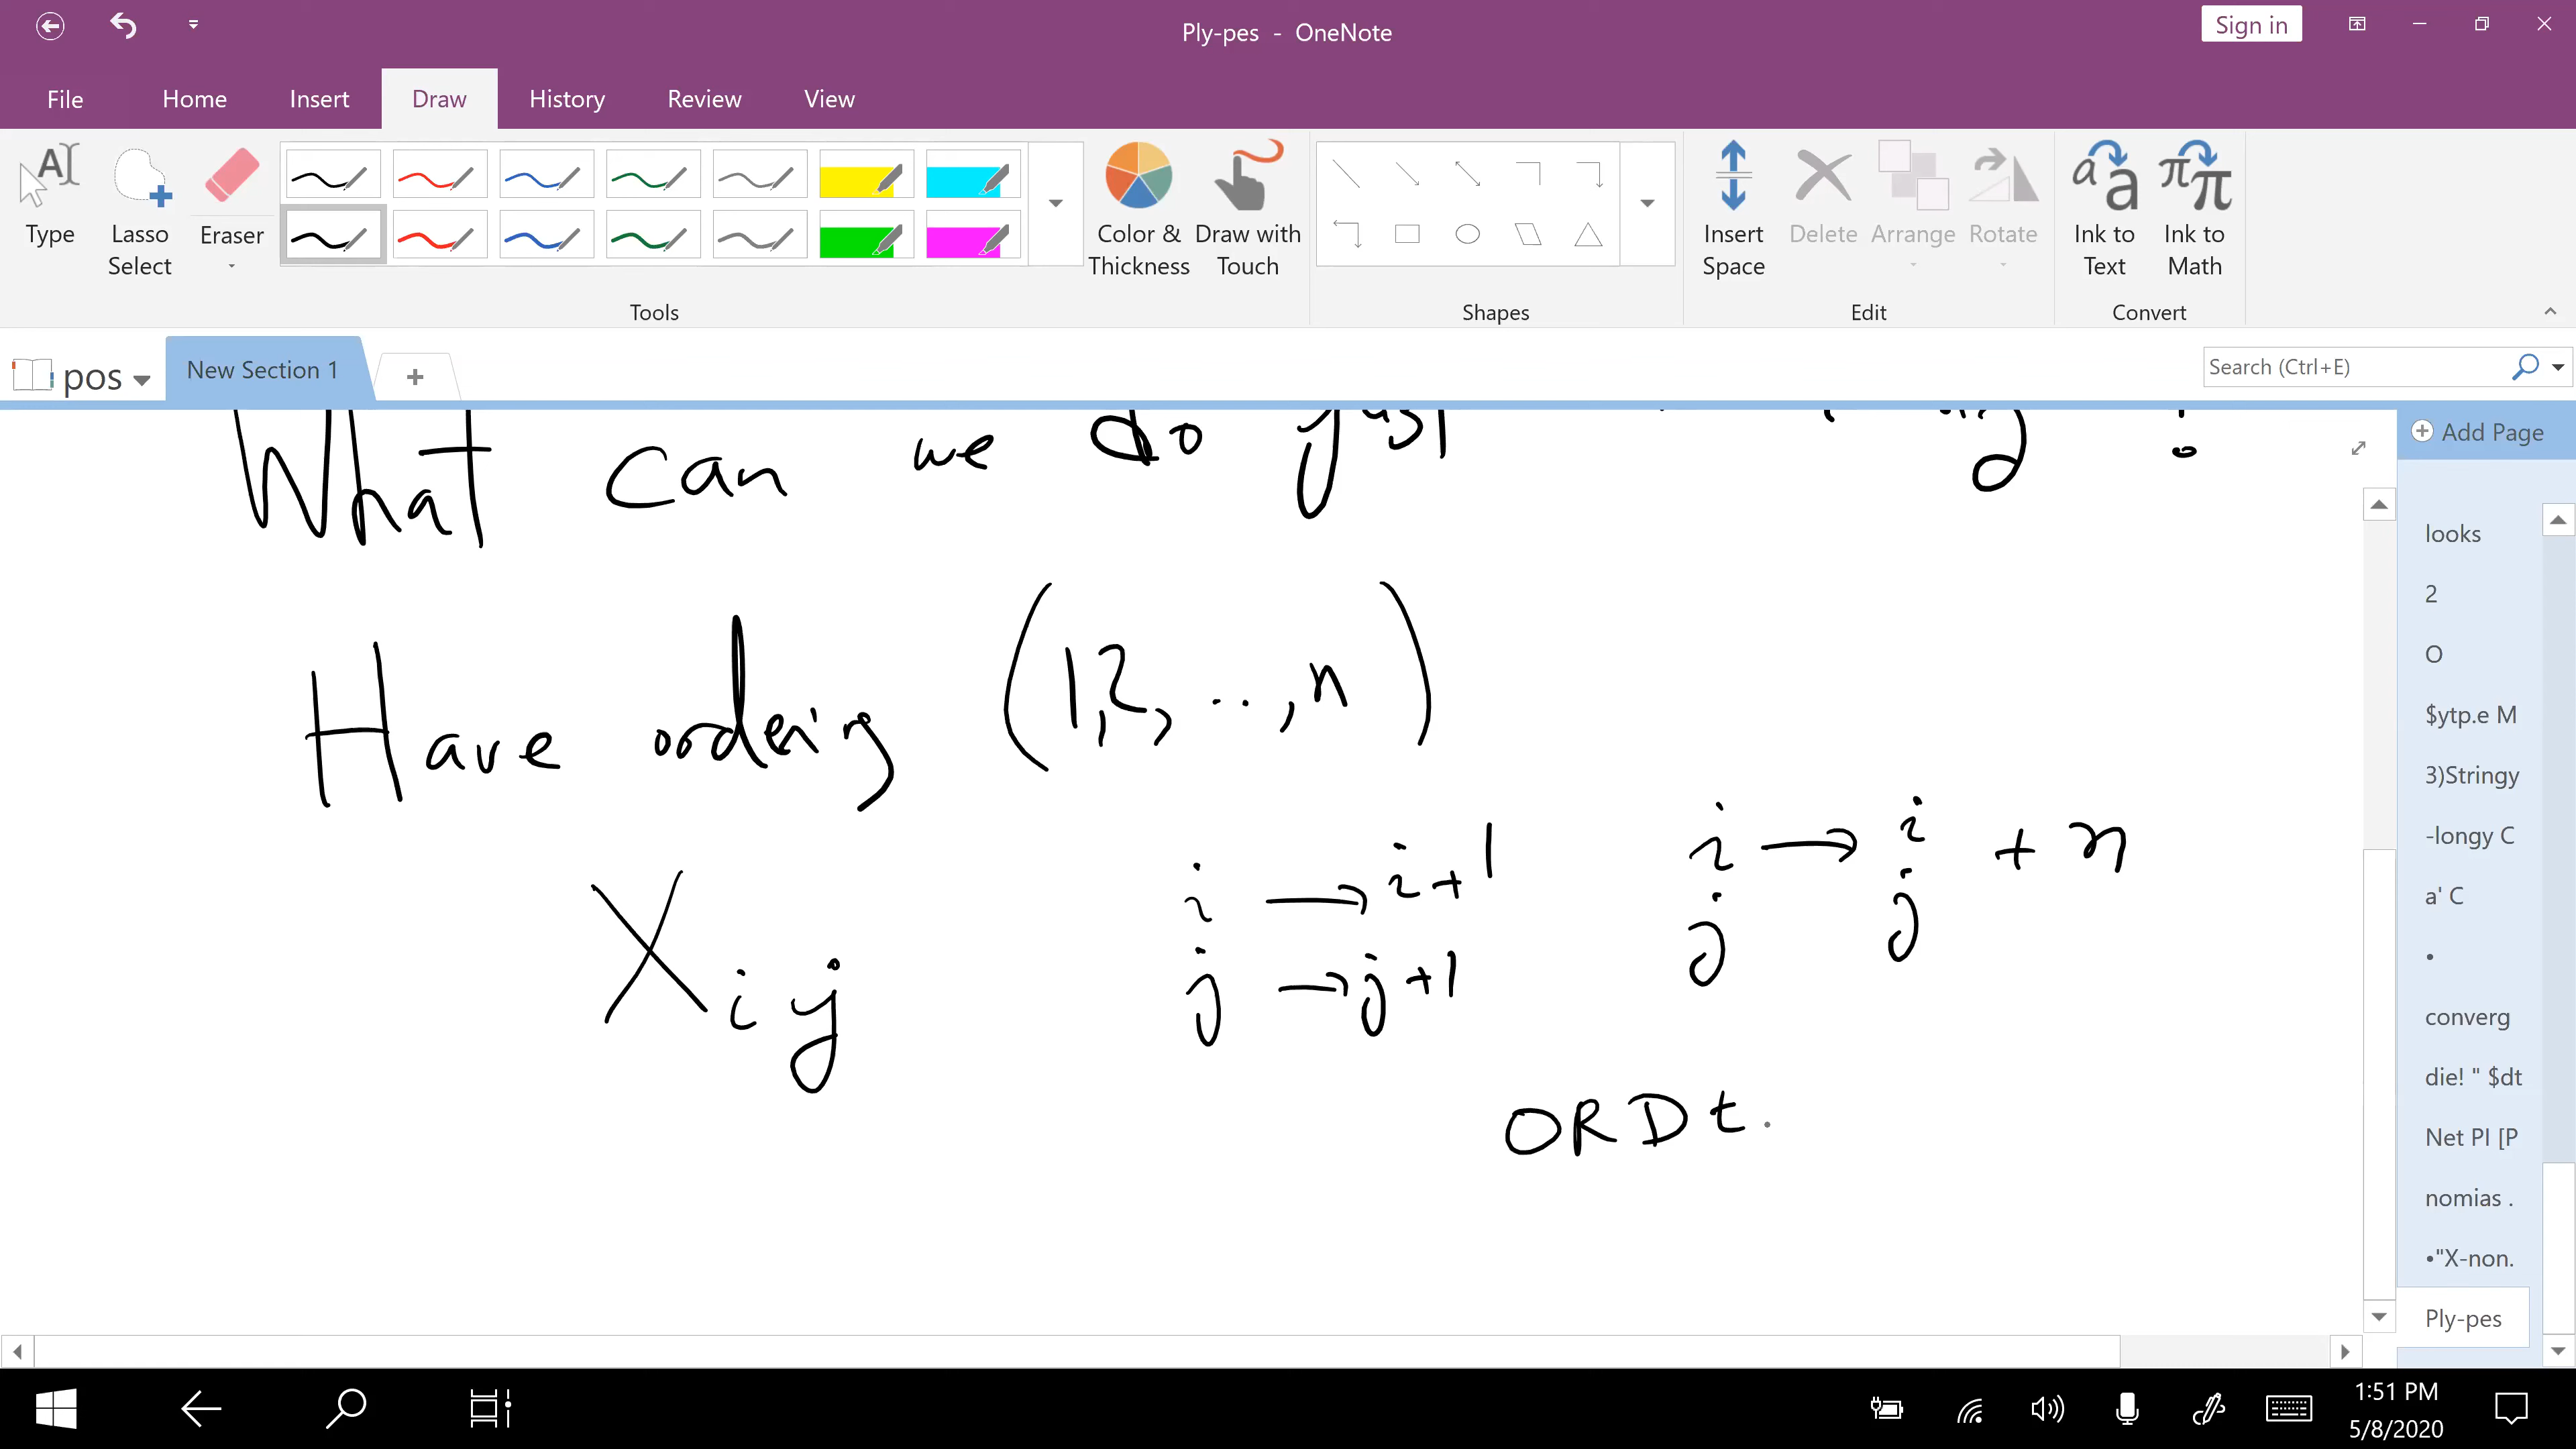 Ply-pes - OneNote
Sign in
File Home Insert Draw History Review View
Type
Lasso Select
Eraser
Color & Thickness
Draw with Touch
Insert Space
Delete
Arrange
Rotate
Ink to Text
Ink to Math
Tools
Shapes
Edit
Convert
pos
New Section 1
Search (Ctrl+E)
What can we do just ?
Have ordering (1,2, ..,n)
X i j
i → i+1
j → j+1
i → i + n
j j
ORD t.
Add Page
looks
2
O
$ytp.e M
3)Stringy
-longy C
a' C
•
converg
die! " $dt
Net PI [P
nomias .
•"X-non.
Ply-pes
1:51 PM
5/8/2020